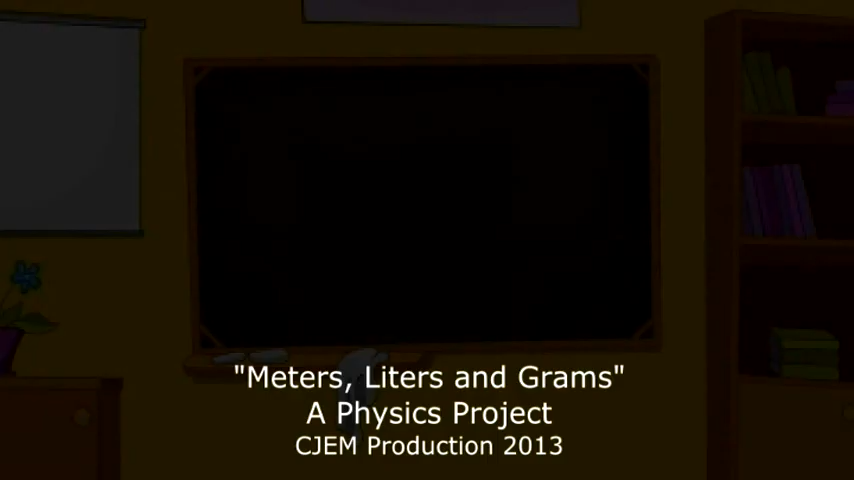 "Meters, Liters and Grams"
A Physics Project
CJEM Production 2013